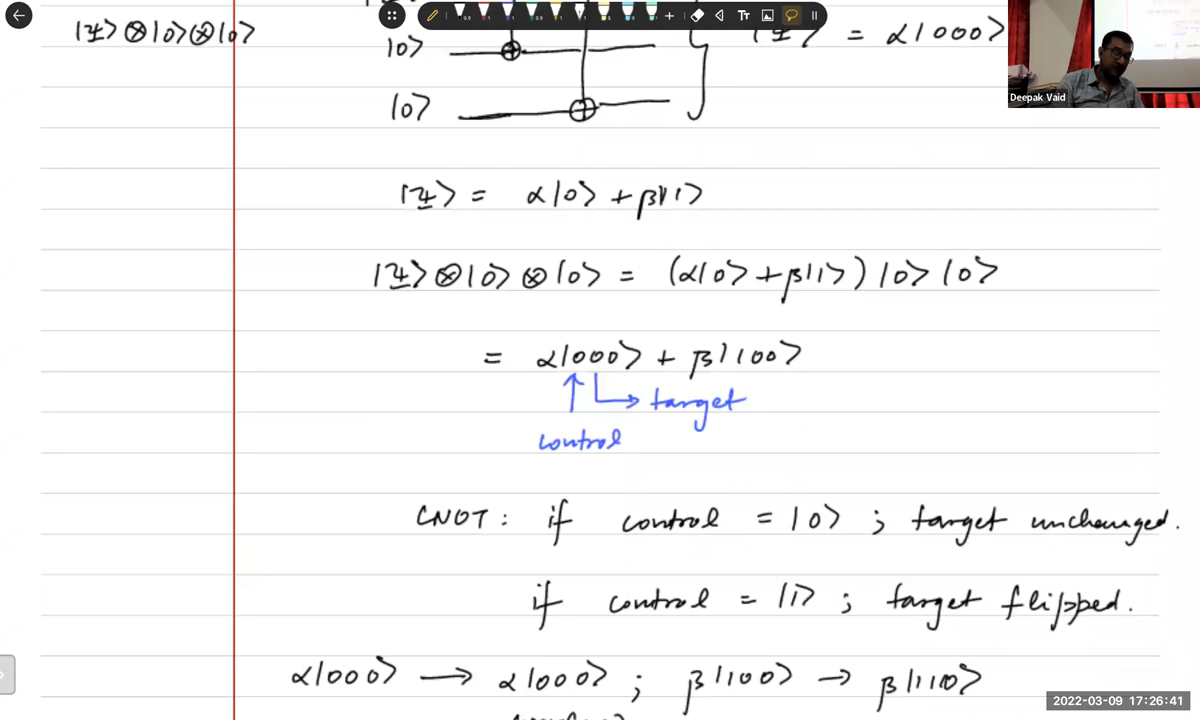 |Ψ⟩⊗|0⟩⊗|0⟩
|0⟩
|0⟩
|Ψ⟩ = α|000⟩
Deepak Vaid
|Ψ⟩ = α|0⟩ + β|1⟩
|Ψ⟩⊗|0⟩⊗|0⟩ = (α|0⟩ + β|1⟩)|0⟩|0⟩
= α|000⟩ + β|100⟩
target
control
CNOT : if control = |0⟩ ; target unchanged.
if control = |1⟩ ; target flipped.
α|000⟩ → α|000⟩ ; β|100⟩ → β|110⟩
2022-03-09 17:26:41